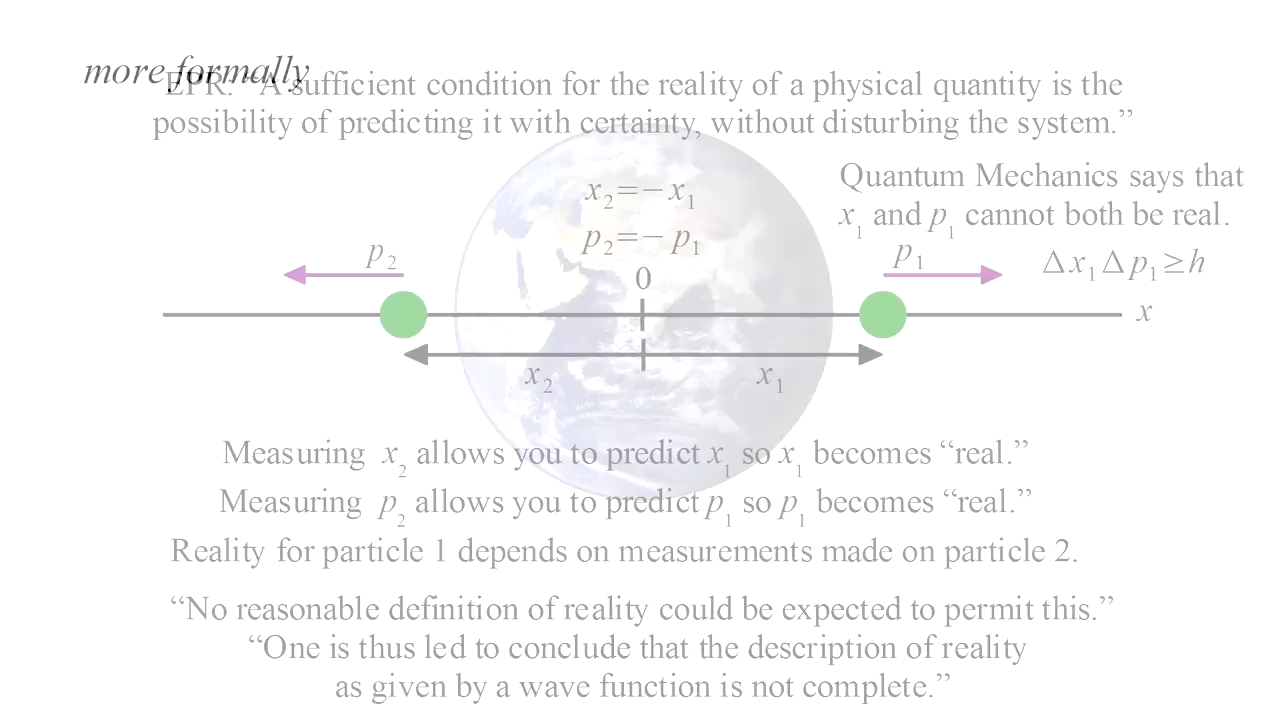 more formally
EPR: “A sufficient condition for the reality of a physical quantity is the
possibility of predicting it with certainty, without disturbing the system.”
Quantum Mechanics says that
x₁ and p₁ cannot both be real.
x₂=−x₁
p₂=−p₁
p₂
p₁
Δx₁Δp₁≥h
0
x
x₂
x₁
Measuring x₂ allows you to predict x₁ so x₁ becomes “real.”
Measuring p₂ allows you to predict p₁ so p₁ becomes “real.”
Reality for particle 1 depends on measurements made on particle 2.
“No reasonable definition of reality could be expected to permit this.”
“One is thus led to conclude that the description of reality
as given by a wave function is not complete.”